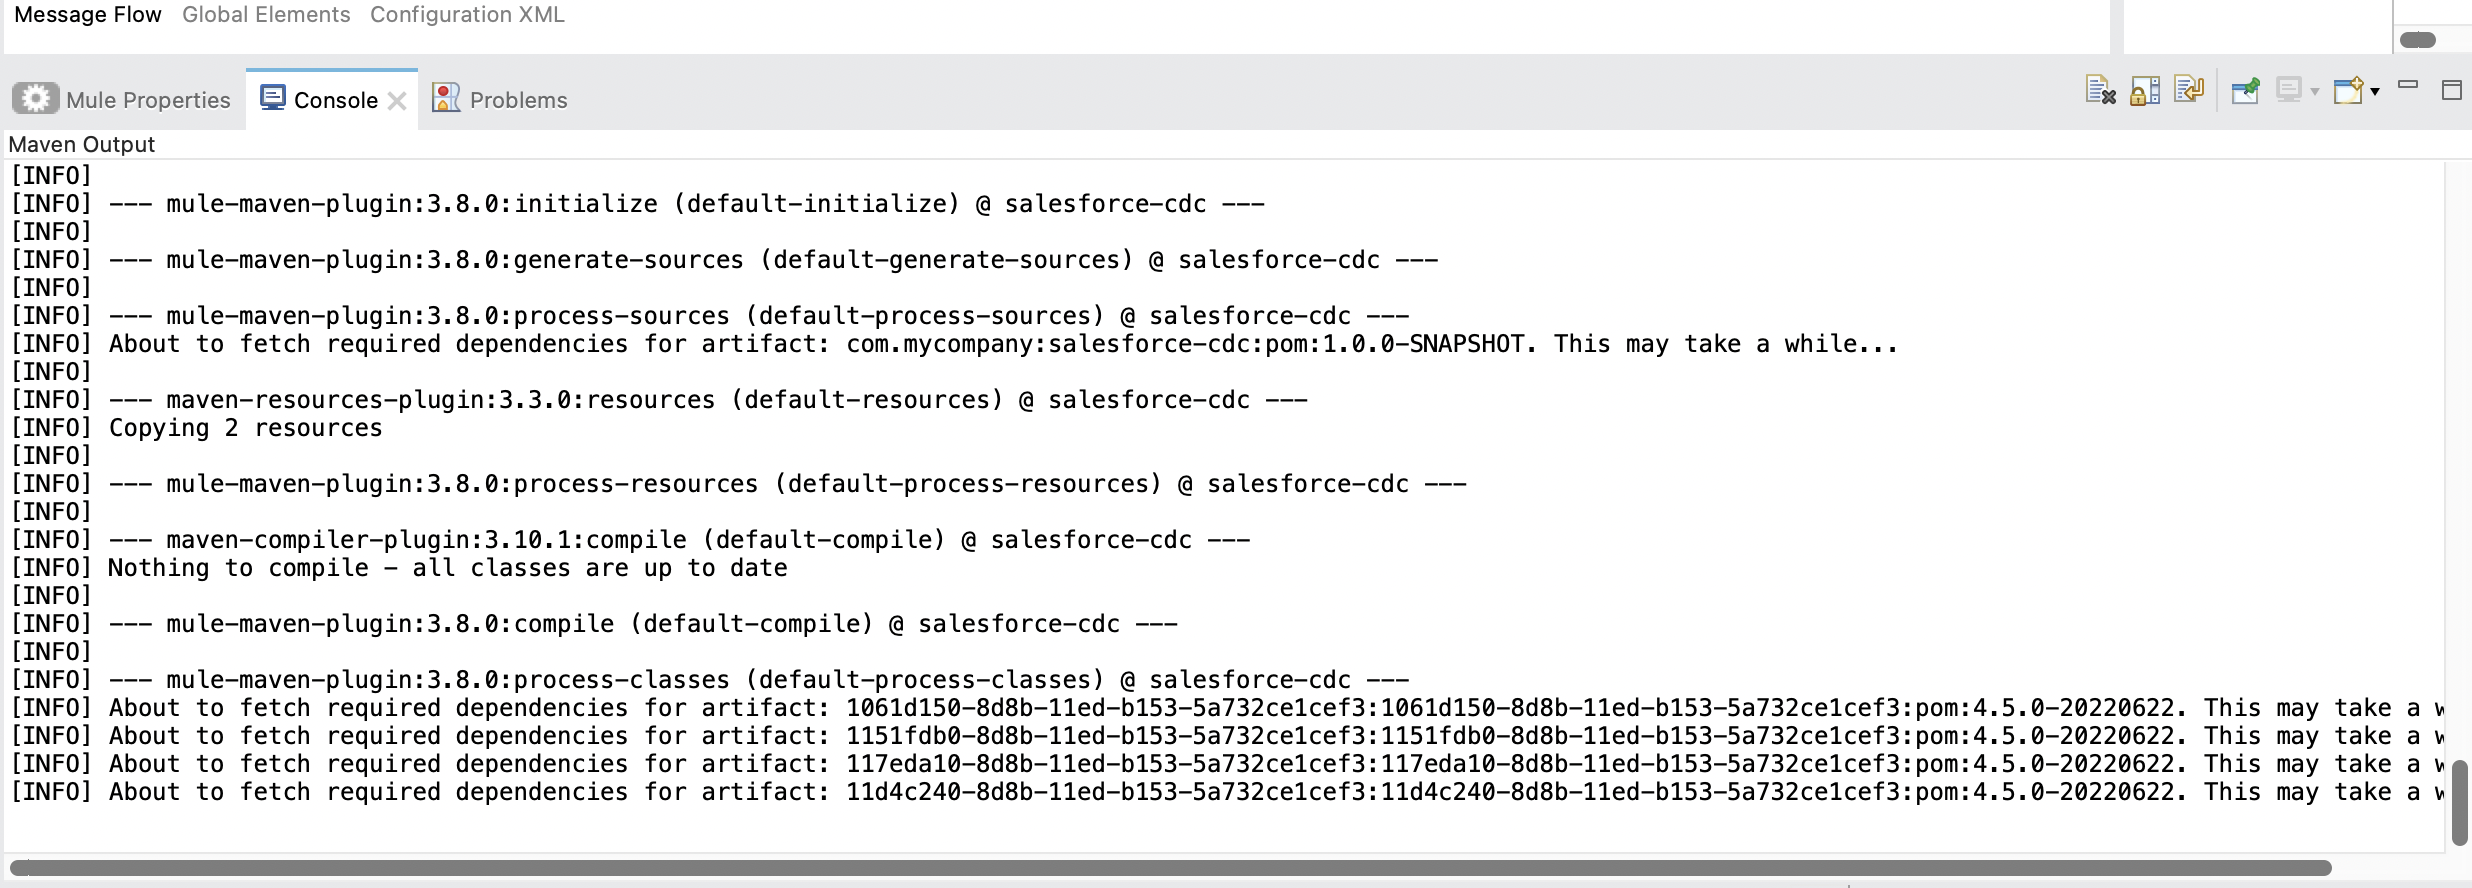 Message Flow Global Elements Configuration XML
Mule Properties Console Problems
Maven Output
[INFO]
[INFO] --- mule-maven-plugin:3.8.0:initialize (default-initialize) @ salesforce-cdc ---
[INFO]
[INFO] --- mule-maven-plugin:3.8.0:generate-sources (default-generate-sources) @ salesforce-cdc ---
[INFO]
[INFO] --- mule-maven-plugin:3.8.0:process-sources (default-process-sources) @ salesforce-cdc ---
[INFO] About to fetch required dependencies for artifact: com.mycompany:salesforce-cdc:pom:1.0.0-SNAPSHOT. This may take a while...
[INFO]
[INFO] --- maven-resources-plugin:3.3.0:resources (default-resources) @ salesforce-cdc ---
[INFO] Copying 2 resources
[INFO]
[INFO] --- mule-maven-plugin:3.8.0:process-resources (default-process-resources) @ salesforce-cdc ---
[INFO]
[INFO] --- maven-compiler-plugin:3.10.1:compile (default-compile) @ salesforce-cdc ---
[INFO] Nothing to compile - all classes are up to date
[INFO]
[INFO] --- mule-maven-plugin:3.8.0:compile (default-compile) @ salesforce-cdc ---
[INFO]
[INFO] --- mule-maven-plugin:3.8.0:process-classes (default-process-classes) @ salesforce-cdc ---
[INFO] About to fetch required dependencies for artifact: 1061d150-8d8b-11ed-b153-5a732ce1cef3:1061d150-8d8b-11ed-b153-5a732ce1cef3:pom:4.5.0-20220622. This may take a
[INFO] About to fetch required dependencies for artifact: 1151fdb0-8d8b-11ed-b153-5a732ce1cef3:1151fdb0-8d8b-11ed-b153-5a732ce1cef3:pom:4.5.0-20220622. This may take a
[INFO] About to fetch required dependencies for artifact: 117eda10-8d8b-11ed-b153-5a732ce1cef3:117eda10-8d8b-11ed-b153-5a732ce1cef3:pom:4.5.0-20220622. This may take a
[INFO] About to fetch required dependencies for artifact: 11d4c240-8d8b-11ed-b153-5a732ce1cef3:11d4c240-8d8b-11ed-b153-5a732ce1cef3:pom:4.5.0-20220622. This may take a